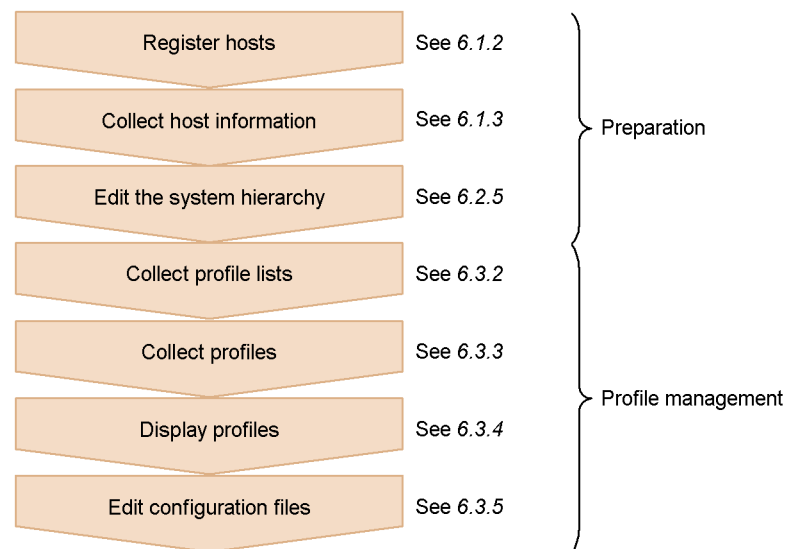 Register hosts See 6.1.2
Collect host information See 6.1.3
Preparation
Edit the system hierarchy See 6.2.5
Collect profile lists See 6.3.2
Collect profiles See 6.3.3
Profile management
Display profiles See 6.3.4
Edit configuration files See 6.3.5